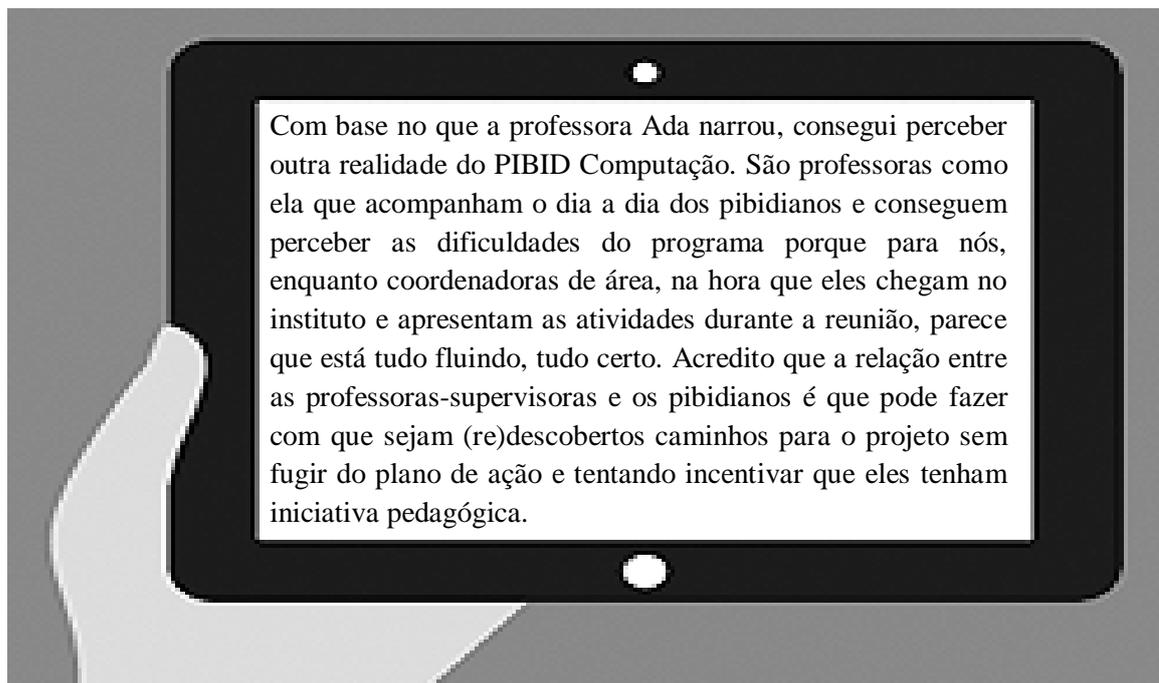 Com base no que a professora Ada narrou, consegui perceber
outra realidade do PIBID Computação. São professoras como
ela que acompanham o dia a dia dos pibidianos e conseguem
perceber as dificuldades do programa porque para nós,
enquanto coordenadoras de área, na hora que eles chegam no
instituto e apresentam as atividades durante a reunião, parece
que está tudo fluindo, tudo certo. Acredito que a relação entre
as professoras-supervisoras e os pibidianos é que pode fazer
com que sejam (re)descobertos caminhos para o projeto sem
fugir do plano de ação e tentando incentivar que eles tenham
iniciativa pedagógica.